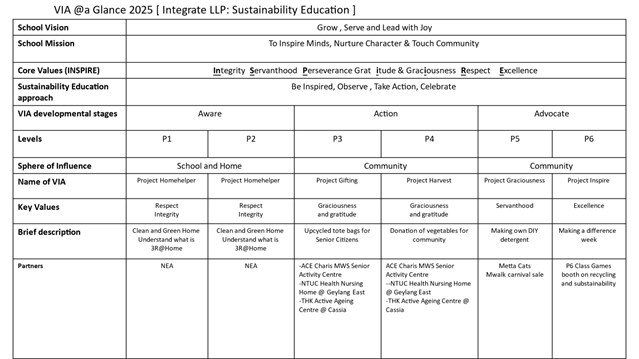 VIA @a Glance 2025 [ Integrate LLP: Sustainability Education ]
School Vision
Grow , Serve and Lead with Joy
School Mission
To Inspire Minds, Nurture Character & Touch Community
Core Values (INSPIRE)
Integrity Servanthood Perseverance Grat itude & Graciousness Respect Excellence
Sustainability Education
approach
Be Inspired, Observe , Take Action, Celebrate
VIA developmental stages
Aware
Action
Advocate
Levels
P1
P2
P3
P4
P5
P6
Sphere of Influence
School and Home
Community
Community
Name of VIA
Project Homehelper
Project Homehelper
Project Gifting
Project Harvest
Project Graciousness
Project Inspire
Key Values
Respect
Integrity
Respect
Integrity
Graciousness
and gratitude
Graciousness
and gratitude
Servanthood
Excellence
Brief description
Clean and Green Home
Understand what is
3R@Home
Clean and Green Home
Understand what is
3R@Home
Upcycled tote bags for
Senior Citizens
Donation of vegetables for
community
Making own DIY
detergent
Making a difference
week
Partners
NEA
NEA
-ACE Charis MWS Senior
Activity Centre
-NTUC Health Nursing
Home @ Geylang East
-THK Active Ageing
Centre @ Cassia
ACE Charis MWS Senior
Activity Centre
--NTUC Health Nursing Home
@ Geylang East
-THK Active Ageing Centre @
Cassia
Metta Cats
Mwalk carnival sale
P6 Class Games
booth on recycling
and substainability